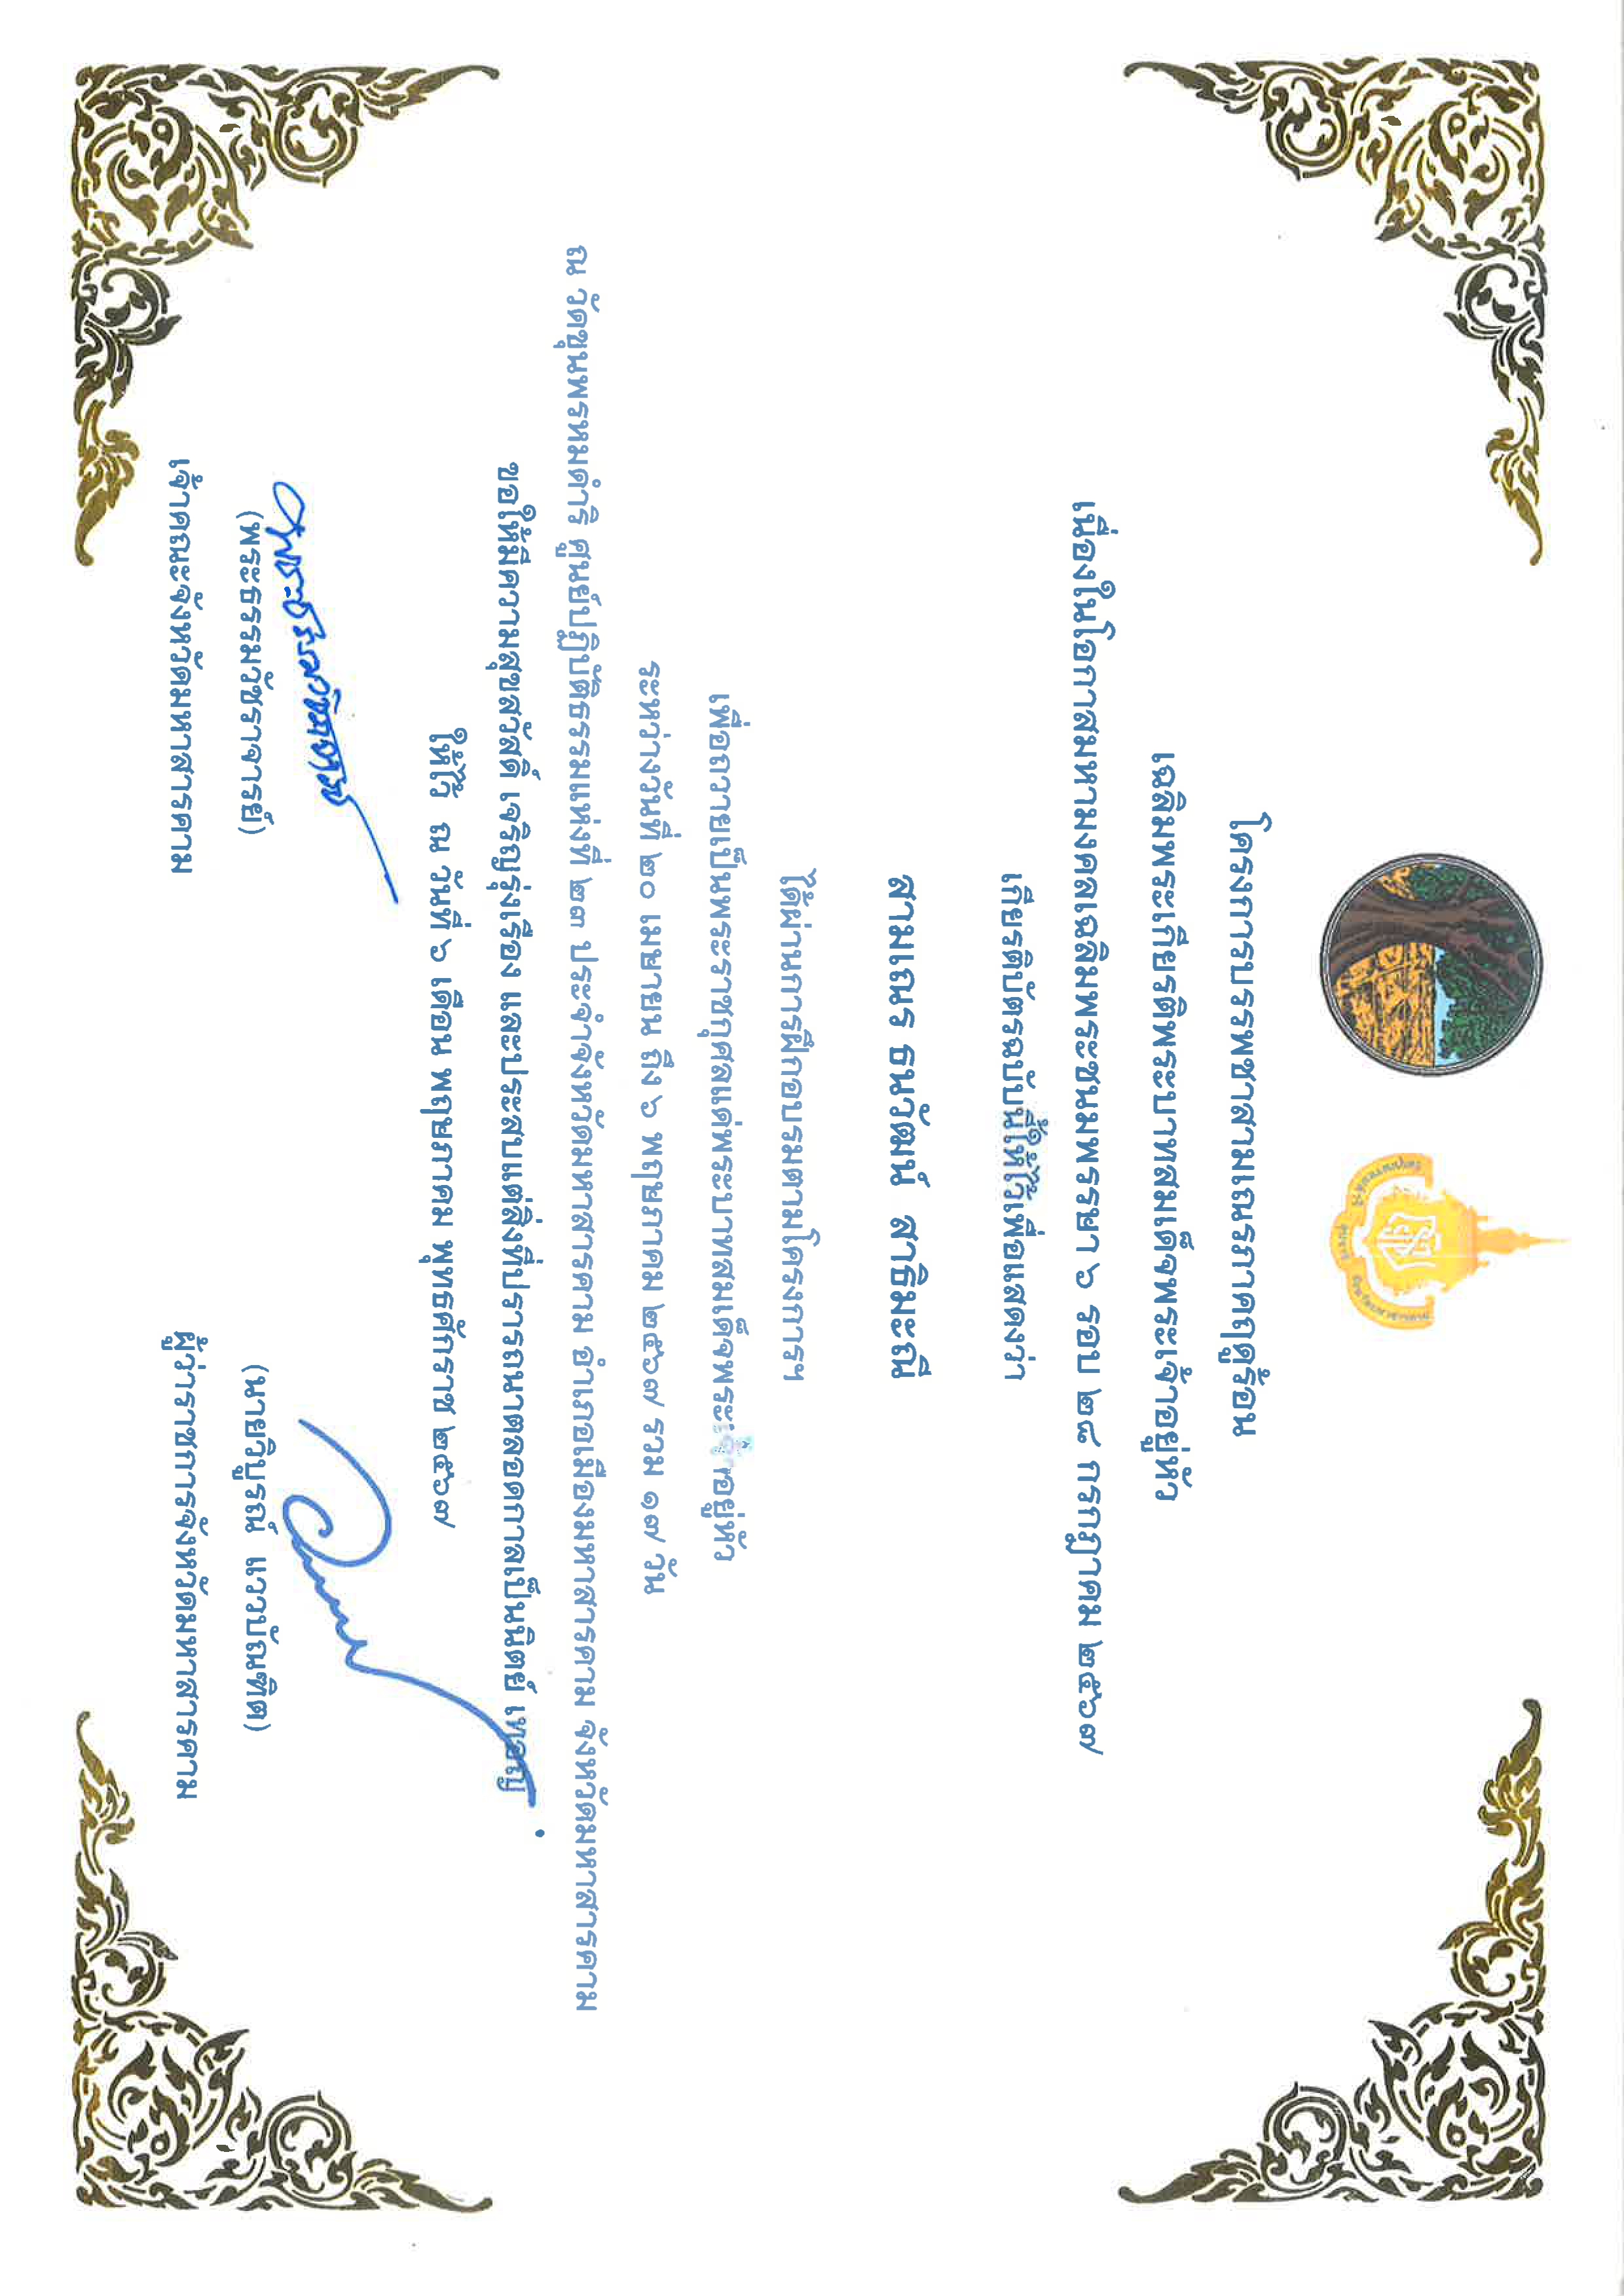 โครงการบรรพชาสามเณรภาคฤดูร้อน
เฉลิมพระเกียรติพระบาทสมเด็จพระเจ้าอยู่หัว
เนื่องในโอกาสมหามงคลเฉลิมพระชนมพรรษา ๖ รอบ ๒๘ กรกฎาคม ๒๕๖๗
เกียรติบัตรฉบับนี้ให้ไว้เพื่อแสดงว่า
สามเณร ธนวัฒน์ สาธิมะณี
ได้ผ่านการฝึกอบรมตามโครงการฯ
เพื่อถวายเป็นพระราชกุศลแด่พระบาทสมเด็จพระเจ้าอยู่หัว
ระหว่างวันที่ ๒๐ เมษายน ถึง ๖ พฤษภาคม ๒๕๖๗ รวม ๑๗ วัน
ณ วัดขุนพรหมดำริ ศูนย์ปฏิบัติธรรมแห่งที่ ๒๓ ประจำจังหวัดมหาสารคาม อำเภอเมืองมหาสารคาม จังหวัดมหาสารคาม
ขอให้มีความสุขสวัสดิ์ เจริญรุ่งเรือง และประสบแต่สิ่งที่ปรารถนาตลอดกาลเป็นนิตย์ เทอญ
ให้ไว้ ณ วันที่ ๖ เดือน พฤษภาคม พุทธศักราช ๒๕๖๗
(พระธรรมวัชราจารย์)
เจ้าคณะจังหวัดมหาสารคาม
(นายวิบูรณ์ แววบัณฑิต)
ผู้ว่าราชการจังหวัดมหาสารคาม